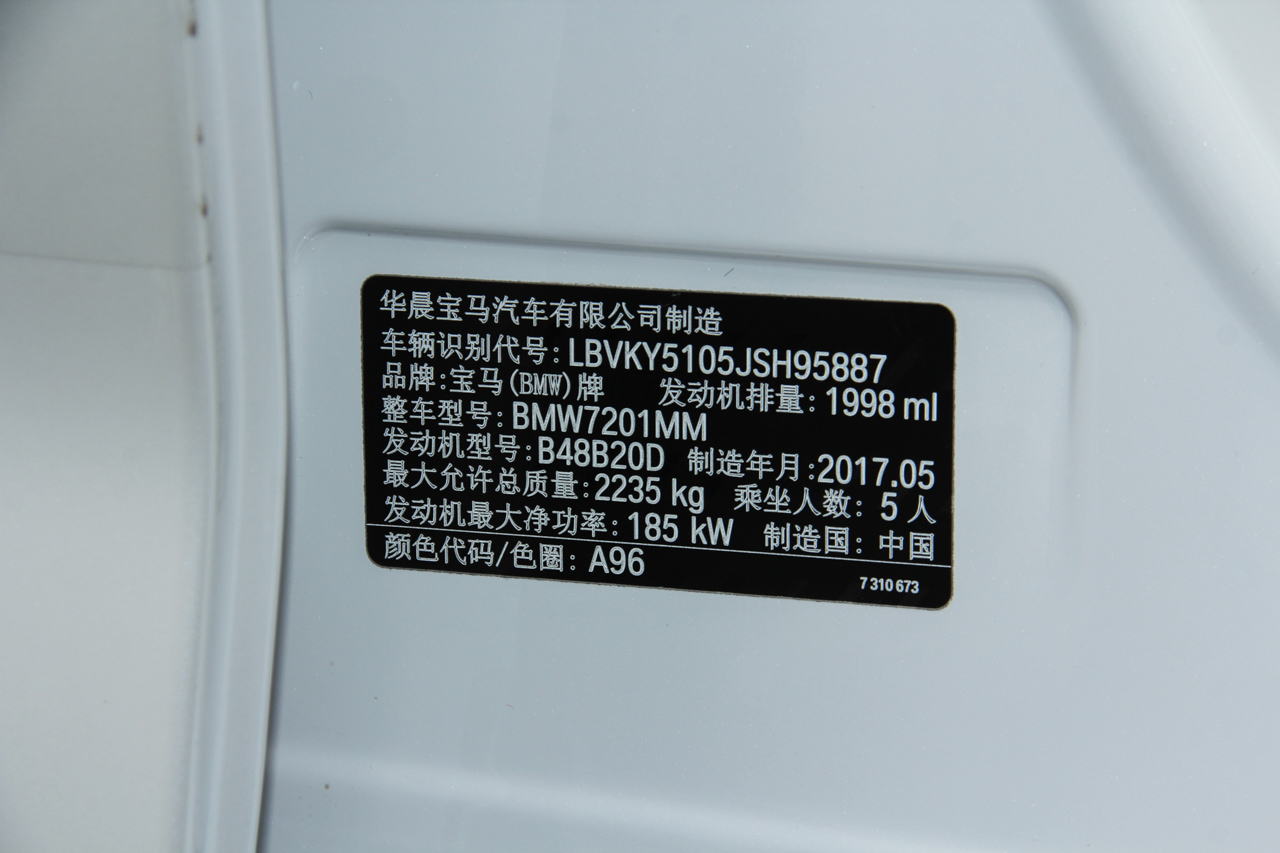 华晨宝马汽车有限公司制造
车辆识别代号: LBVKY5105JSH95887
品牌: 宝马(BMW)牌 发动机排量: 1998 ml
整车型号: BMW7201MM
发动机型号: B48B20D 制造年月: 2017.05
最大允许总质量: 2235 kg 乘坐人数: 5 人
发动机最大净功率: 185 kW 制造国: 中国
颜色代码/色圈: A96
7 310 673